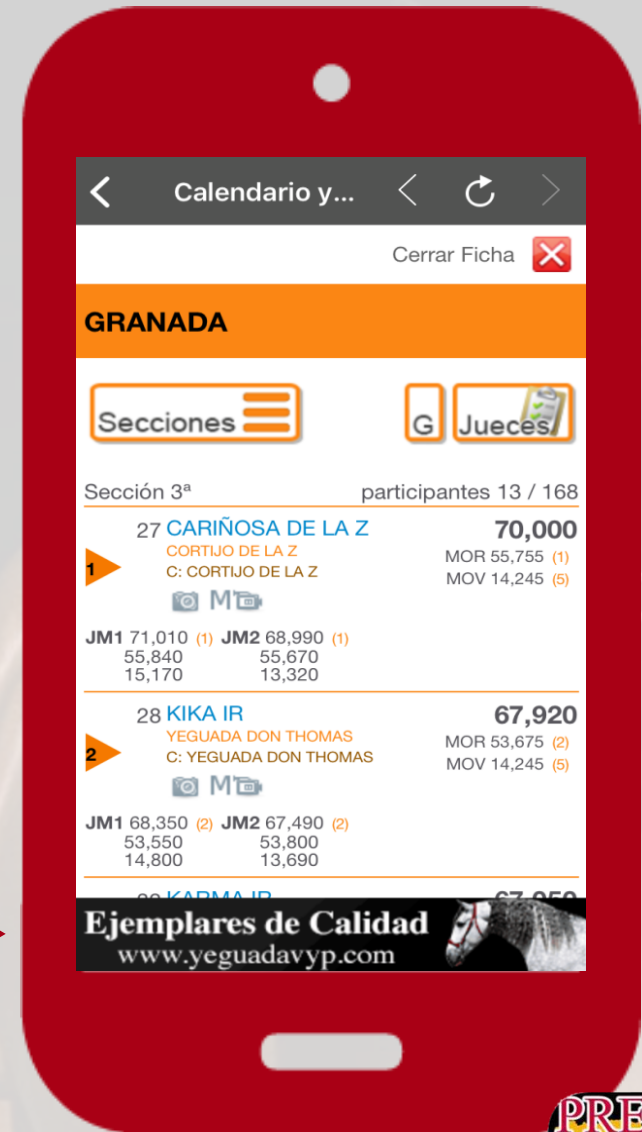 Calendario y...
Cerrar Ficha
GRANADA
Secciones
G Jueces
Sección 3ª participantes 13 / 168
27 CARIÑOSA DE LA Z 70,000
CORTIJO DE LA Z MOR 55,755 (1)
1 C: CORTIJO DE LA Z MOV 14,245 (5)
M
JM1 71,010 (1) JM2 68,990 (1)
55,840 55,670
15,170 13,320
28 KIKA IR 67,920
YEGUADA DON THOMAS MOR 53,675 (2)
2 C: YEGUADA DON THOMAS MOV 14,245 (5)
M
JM1 68,350 (2) JM2 67,490 (2)
53,550 53,800
14,800 13,690
KARMA IR
Ejemplares de Calidad
www.yeguadavyp.com
PRE